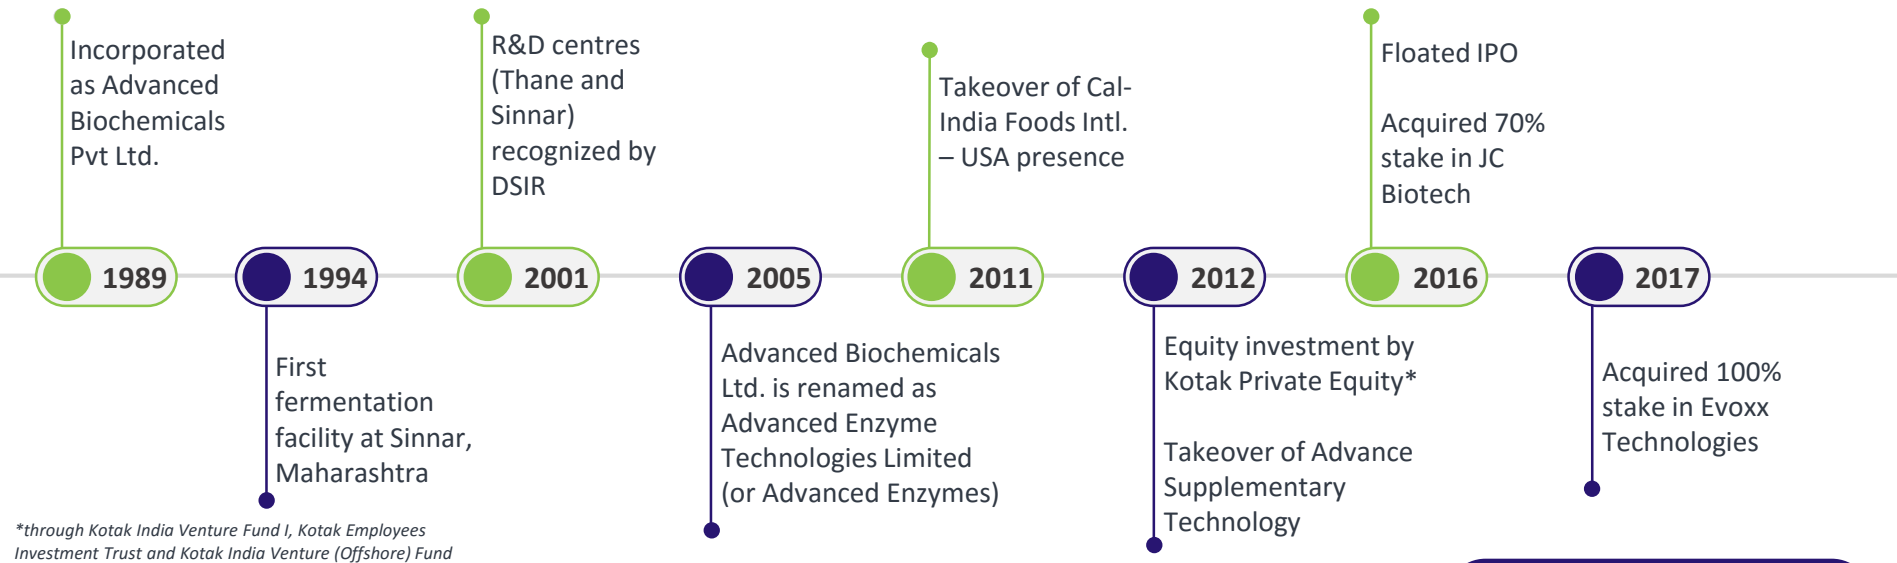 Incorporated
as Advanced
Biochemicals
Pvt Ltd.
R&D centres
(Thane and
Sinnar)
recognized by
DSIR
Takeover of Cal-
India Foods Intl.
– USA presence
Floated IPO
Acquired 70%
stake in JC
Biotech
1989
1994
2001
2005
2011
2012
2016
2017
First
fermentation
facility at Sinnar,
Maharashtra
Advanced Biochemicals
Ltd. is renamed as
Advanced Enzyme
Technologies Limited
(or Advanced Enzymes)
Equity investment by
Kotak Private Equity*
Takeover of Advance
Supplementary
Technology
Acquired 100%
stake in Evoxx
Technologies
*through Kotak India Venture Fund I, Kotak Employees
Investment Trust and Kotak India Venture (Offshore) Fund